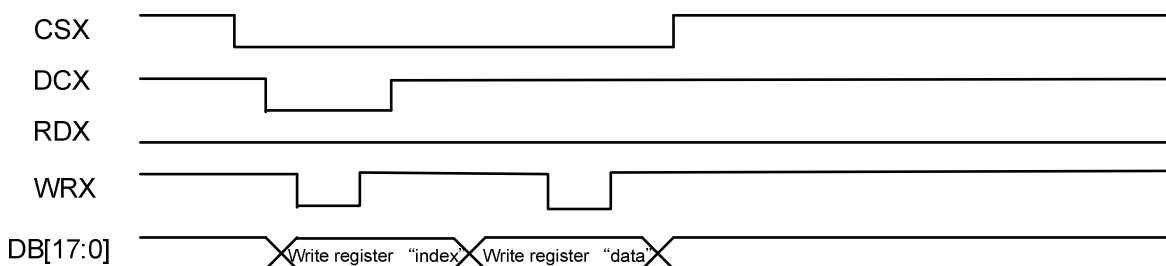 CSX
DCX
RDX
WRX
DB[17:0] Write register “index” Write register “data”